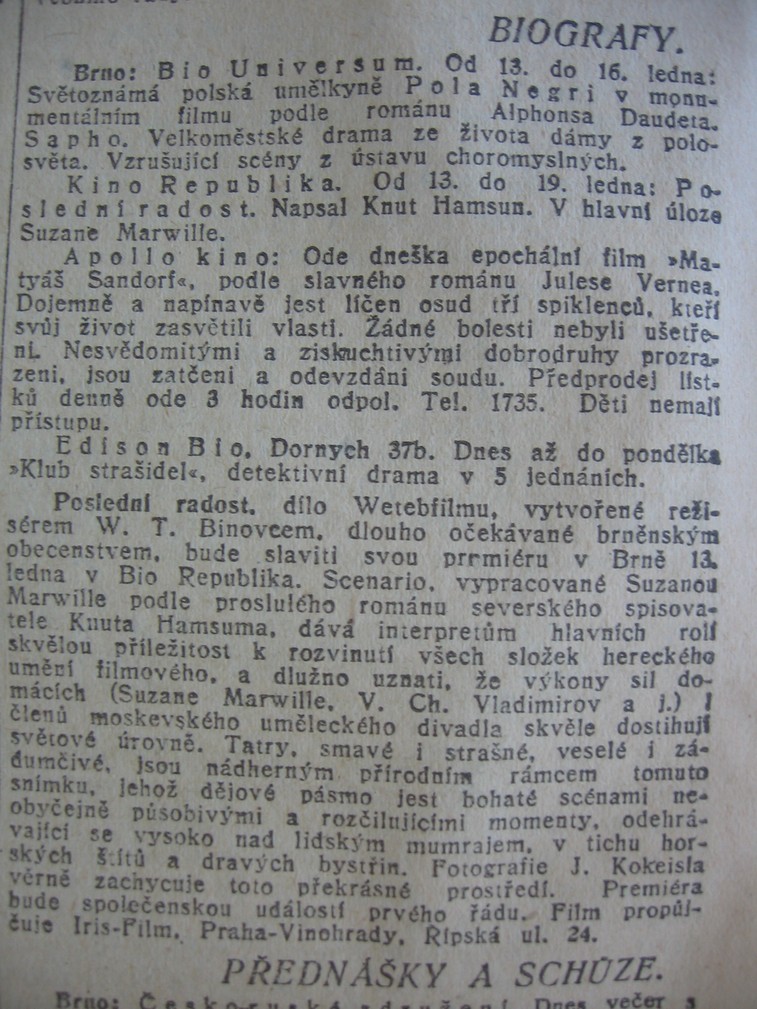 BIOGRAFY.
Brno: Bio Universum. Od 13. do 16. ledna:
Světoznámá polská umělkyně Pola Negri v monu-
mentálním filmu podle románu Alphonsa Daudeta.
Sapho. Velkoměstské drama ze života dámy z polo-
světa. Vzrušující scény z ústavu choromyslných.
Kino Republika. Od 13. do 19. ledna: Po-
slední radost. Napsal Knut Hamsun. V hlavní úloze
Suzane Marwille.
Apollo kino: Ode dneška epochální film »Ma-
tyáš Sandorf«, podle slavného románu Julese Vernea.
Dojemně a napínavě jest líčen osud tří spiklenců, kteří
svůj život zasvětili vlasti. Žádné bolesti nebyli ušetře-
ni. Nesvědomitými a ziskuchtivými dobrodruhy prozra-
zeni, jsou zatčeni a odevzdáni soudu. Předprodej líst-
ků denně ode 3 hodin odpol. Tel. 1735. Děti nemají
přístupu.
Edison Bio, Dornych 37b. Dnes až do pondělka
»Klub strašidel«, detektivní drama v 5 jednáních.
Poslední radost, dílo Wetebfilmu, vytvořené reži-
sérem W. T. Binovcem, dlouho očekávané brněnským
obecenstvem, bude slaviti svou prrmiéru v Brně 13.
ledna v Bio Republika. Scenario, vypracované Suzanou
Marwille podle proslulého románu severského spisova-
tele Knuta Hamsuma, dává interpretům hlavních rolí
skvělou příležitost k rozvinutí všech složek hereckého
umění filmového, a dlužno uznati, že výkony sil do-
mácích (Suzane Marwille, V. Ch. Vladimirov a j.) i
členů moskevského uměleckého divadla skvěle dostihují
světové úrovně. Tatry, smavé i strašné, veselé i zá-
dumčivé, jsou nádherným přírodním rámcem tomuto
snímku, jehož dějové pásmo jest bohaté scénami ne-
obyčejně působivými a rozčilujícími momenty, odehrá-
vající se vysoko nad lidským mumrajem, v tichu hor-
ských štítů a dravých bystřin. Fotografie J. Kokeisla
věrně zachycuje toto překrásné prostředí. Premiéra
bude společenskou událostí prvého řádu. Film propůj-
čuje Iris-Film, Praha-Vinohrady, Řípská ul. 24.
PŘEDNÁŠKY A SCHŮZE.
Brno: Československé sdružení. Dnes večer